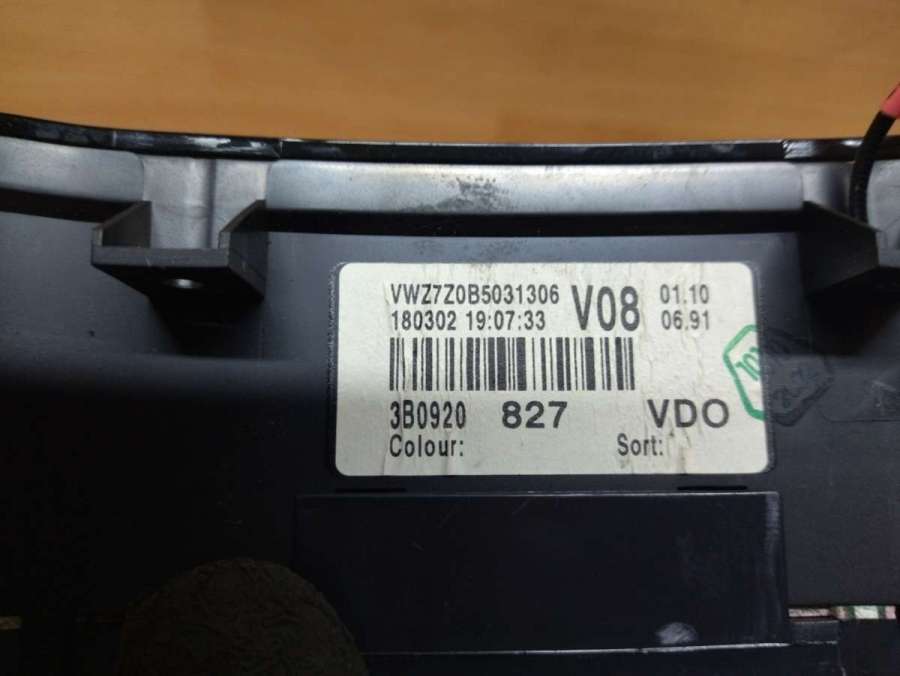 VWZ7Z0B5031306 V08 01.10
180302 19:07:33 06.91
3B0920 827 VDO
Colour: Sort: